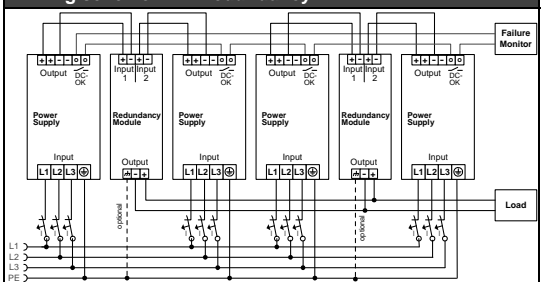 Failure
Monitor
+ + - - o o
Output DC-
OK
Power
Supply
Input
L1 L2 L3
+ - + -
Input Input
1 2
Redundancy
Module
Output
- +
optional
+ + - - o o
Output DC-
OK
Power
Supply
Input
L1 L2 L3
+ + - - o o
Output DC-
OK
Power
Supply
Input
L1 L2 L3
+ - + -
Input Input
1 2
Redundancy
Module
Output
- +
optional
+ + - - o o
Output DC-
OK
Power
Supply
Input
L1 L2 L3
Load
I
I
I
I
I
I
I
I
I
I
I
I
L1
L2
L3
PE